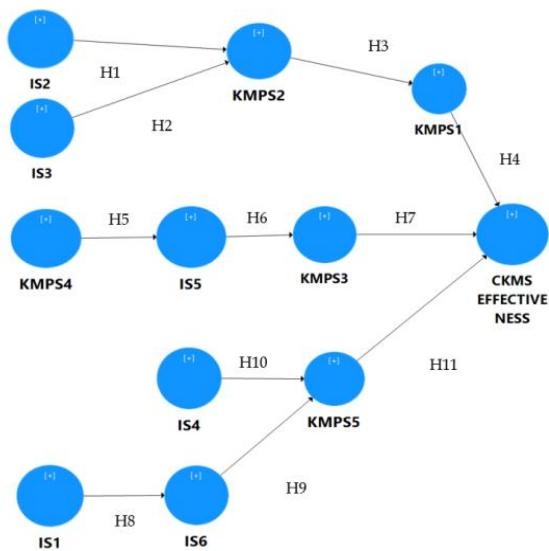 [+]
IS2
H1
[+]
KMPS2
H3
[+]
KMPS1
[+]
IS3
H2
H4
[+]
KMPS4
H5
[+]
IS5
H6
[+]
KMPS3
H7
[+]
CKMS
EFFECTIVE
NESS
[+]
IS4
H10
[+]
KMPS5
H11
[+]
IS1
H8
[+]
IS6
H9